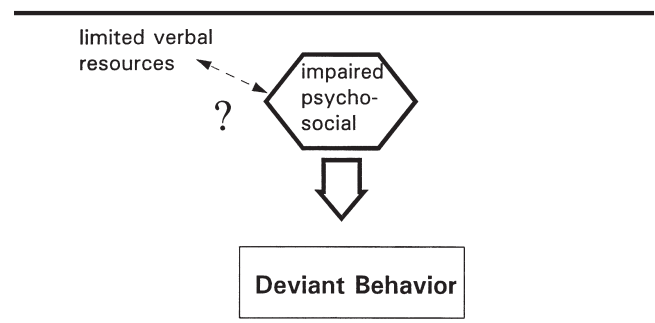 limited verbal
resources
impaired
psycho-
social
?
Deviant Behavior